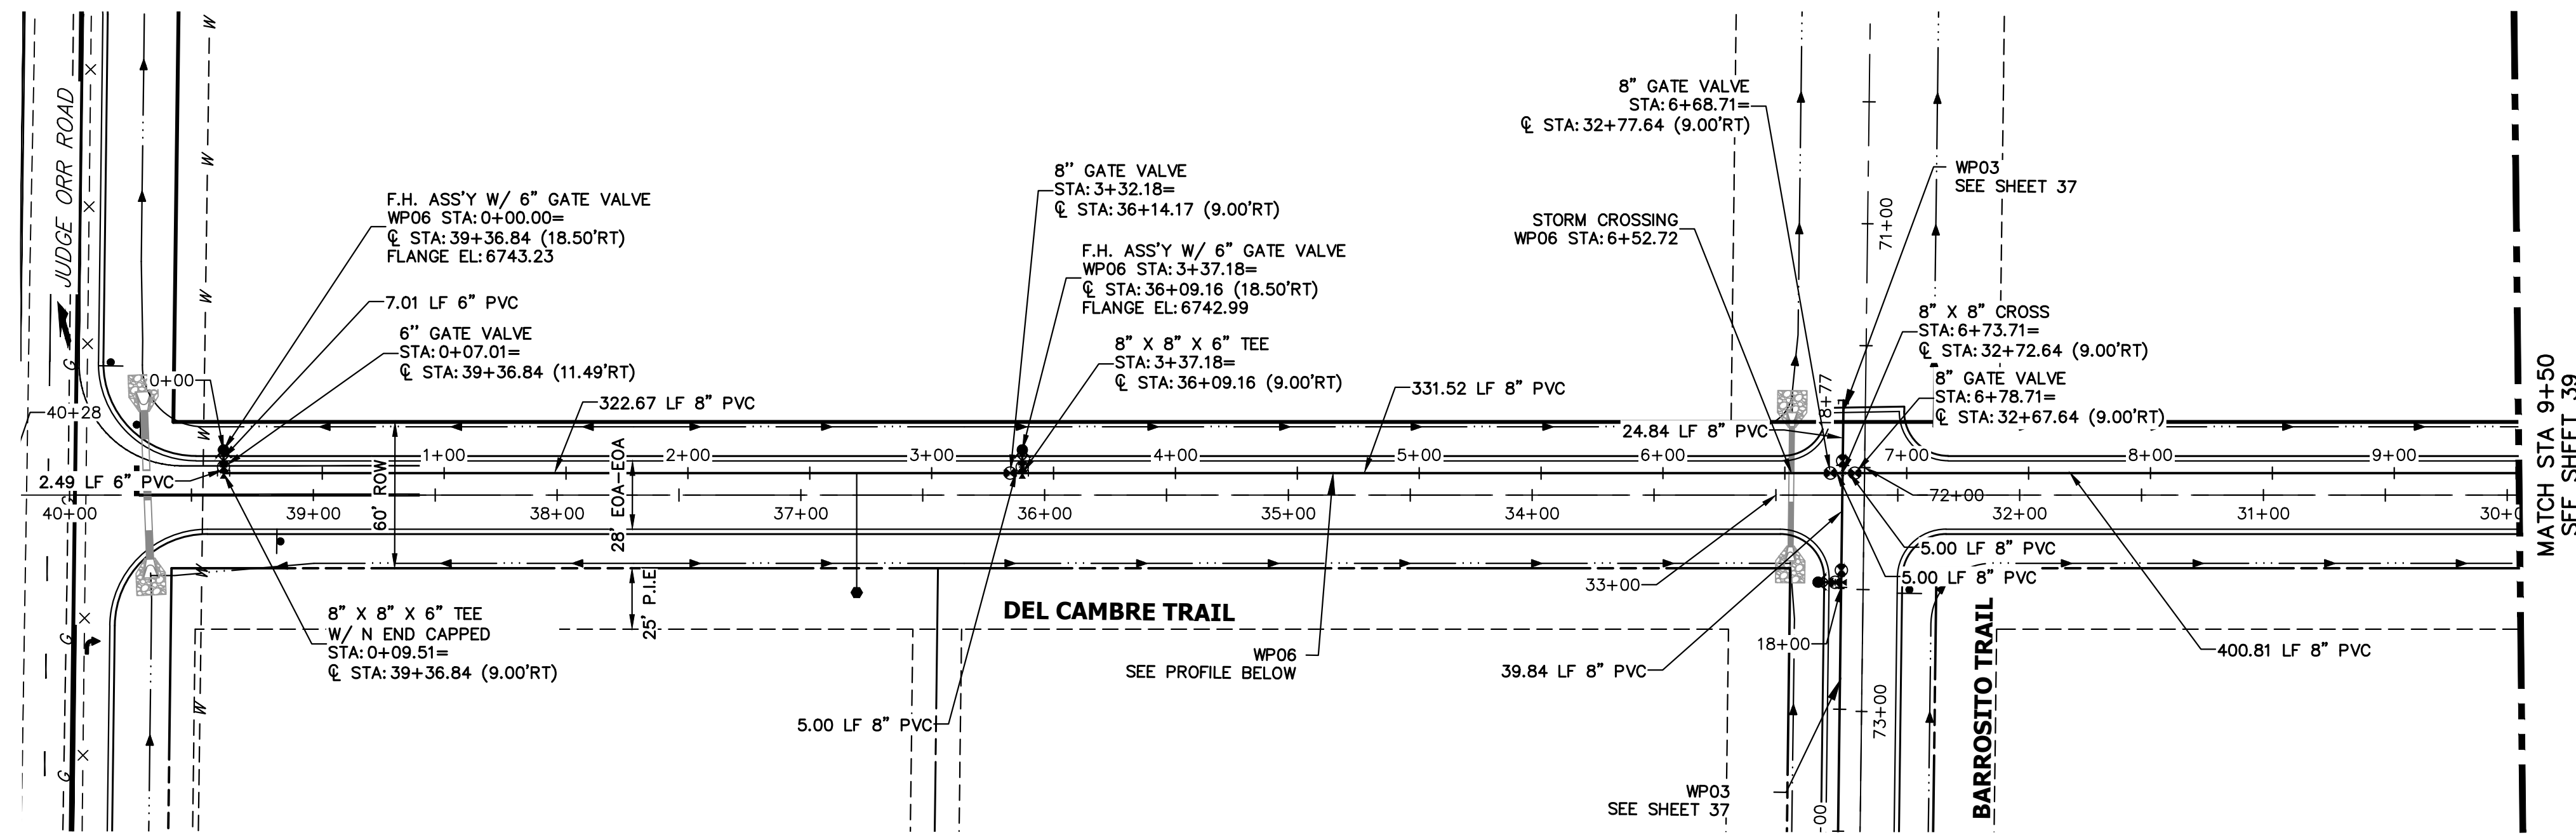 JUDGE ORR ROAD
F.H. ASS'Y W/ 6" GATE VALVE
WP06 STA: 0+00.00=
℄ STA: 39+36.84 (18.50'RT)
FLANGE EL: 6743.23
7.01 LF 6" PVC
6'' GATE VALVE
STA: 0+07.01=
℄ STA: 39+36.84 (11.49'RT)
0+00
40+28
322.67 LF 8" PVC
2.49 LF 6" PVC
60' ROW
28' EOA-EOA
25' P.I.E
8" X 8" X 6" TEE
W/ N END CAPPED
STA: 0+09.51=
℄ STA: 39+36.84 (9.00'RT)
8'' GATE VALVE
STA: 3+32.18=
℄ STA: 36+14.17 (9.00'RT)
F.H. ASS'Y W/ 6" GATE VALVE
WP06 STA: 3+37.18=
℄ STA: 36+09.16 (18.50'RT)
FLANGE EL: 6742.99
8" X 8" X 6" TEE
STA: 3+37.18=
℄ STA: 36+09.16 (9.00'RT)
331.52 LF 8" PVC
8" GATE VALVE
STA: 6+68.71=
℄ STA: 32+77.64 (9.00'RT)
STORM CROSSING
WP06 STA: 6+52.72
WP03
SEE SHEET 37
71+00
8" X 8" CROSS
STA: 6+73.71=
℄ STA: 32+72.64 (9.00'RT)
8" GATE VALVE
STA: 6+78.71=
℄ STA: 32+67.64 (9.00'RT)
18+77
24.84 LF 8" PVC
1+00
2+00
3+00
4+00
5+00
6+00
7+00
8+00
9+00
72+00
40+00
39+00
38+00
37+00
36+00
35+00
34+00
33+00
32+00
31+00
30+0
5.00 LF 8" PVC
5.00 LF 8" PVC
DEL CAMBRE TRAIL
WP06
SEE PROFILE BELOW
5.00 LF 8" PVC
39.84 LF 8" PVC
18+00
400.81 LF 8" PVC
BARROSITO TRAIL
73+00
WP03
SEE SHEET 37
-00
MATCH STA 9+50
SEE SHEET 39
W
W
W
W
W
W
W
G
G
G
G